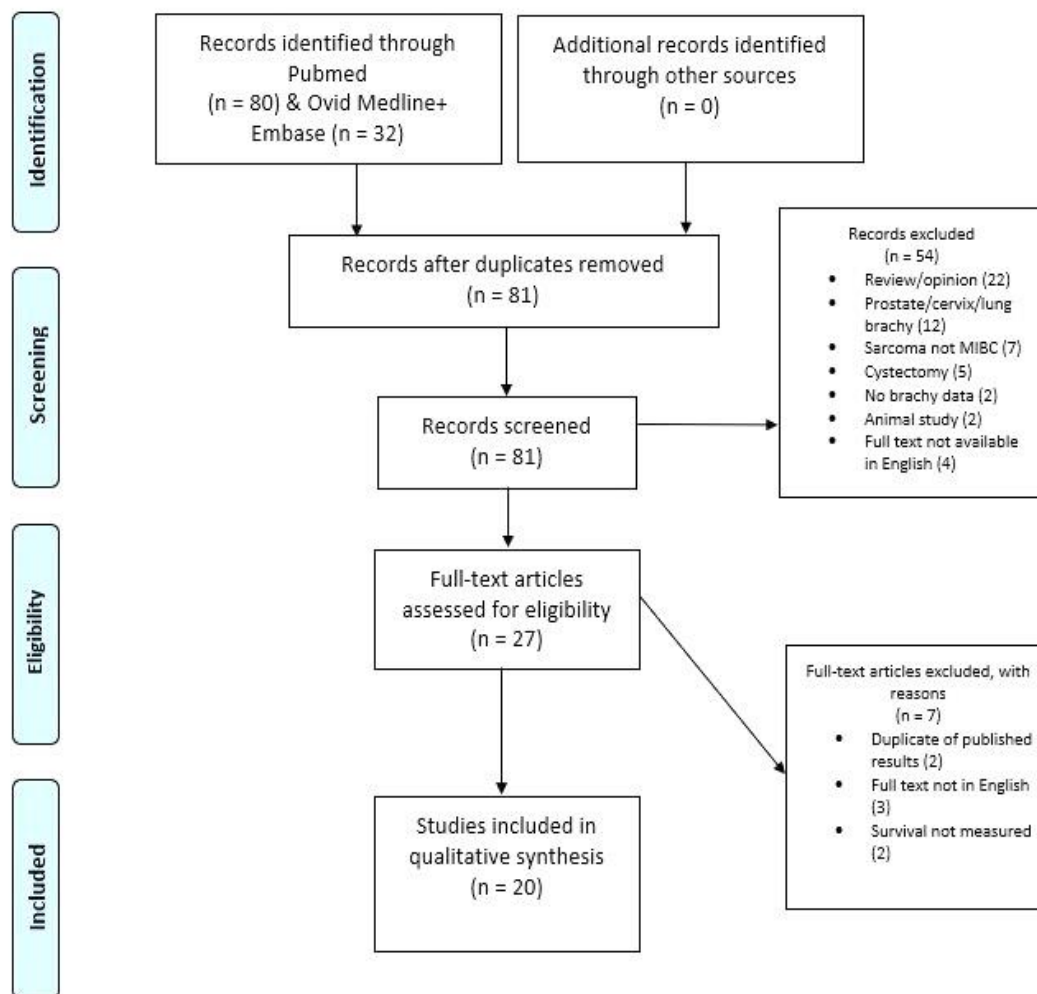 Identification
Records identified through
Pubmed
(n = 80) & Ovid Medline+
Embase (n = 32)
Additional records identified
through other sources
(n = 0)
Records after duplicates removed
(n = 81)
Screening
Records screened
(n = 81)
Records excluded
(n = 54)
• Review/opinion (22)
• Prostate/cervix/lung
brachy (12)
• Sarcoma not MIBC (7)
• Cystectomy (5)
• No brachy data (2)
• Animal study (2)
• Full text not available
in English (4)
Eligibility
Full-text articles
assessed for eligibility
(n = 27)
Full-text articles excluded, with
reasons
(n = 7)
• Duplicate of published
results (2)
• Full text not in English
(3)
• Survival not measured
(2)
Included
Studies included in
qualitative synthesis
(n = 20)